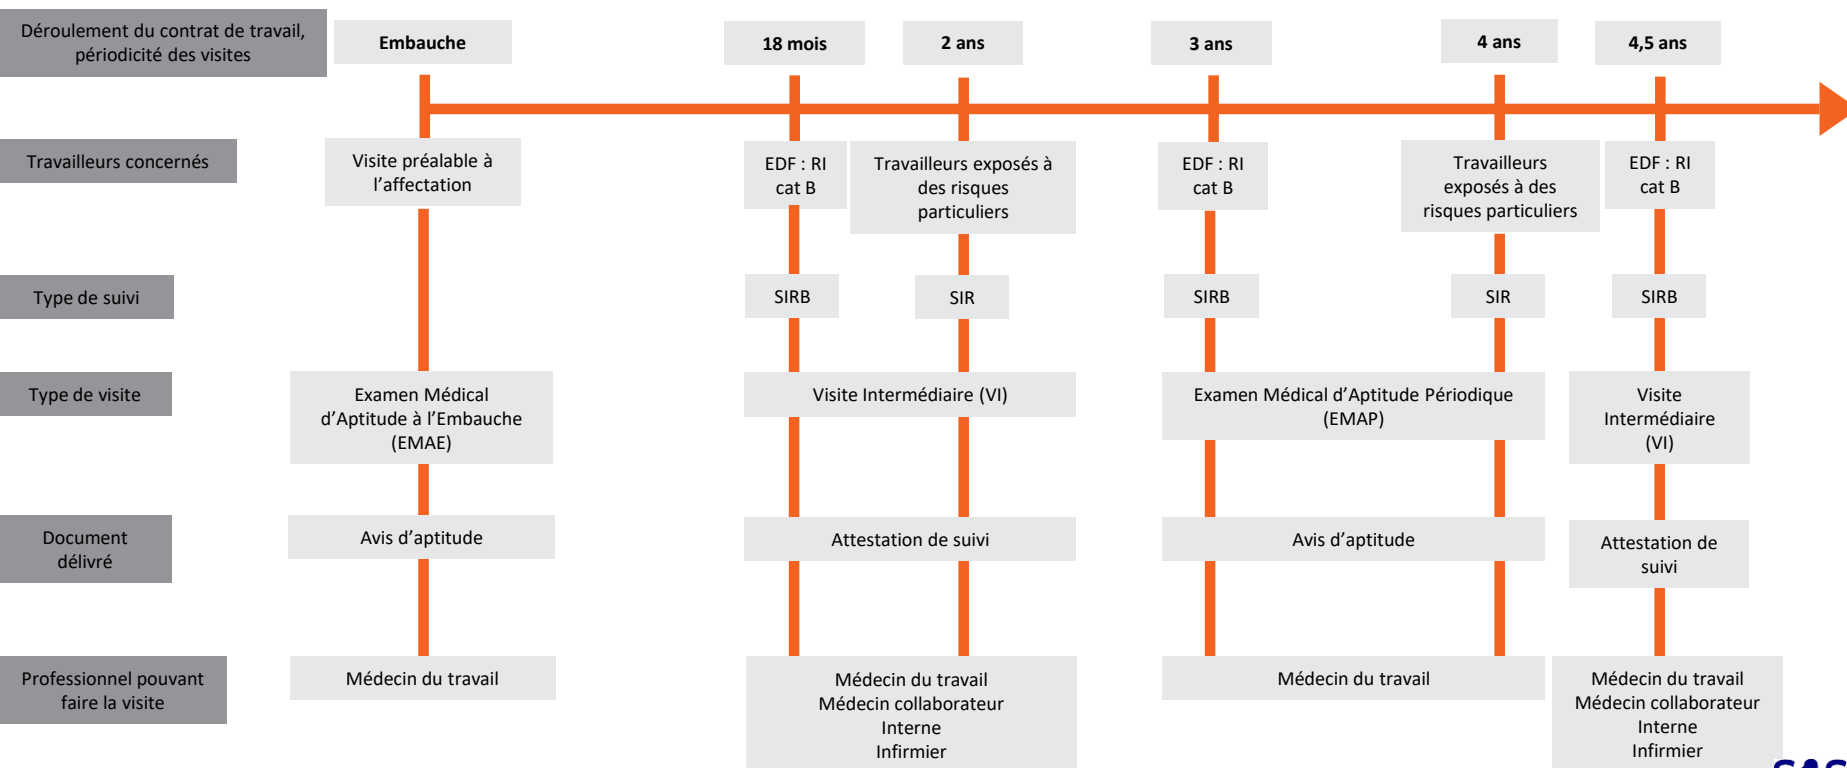 Déroulement du contrat de travail,
périodicité des visites
Embauche
18 mois
2 ans
3 ans
4 ans
4,5 ans
Travailleurs concernés
Visite préalable à
l'affectation
EDF : RI
cat B
Travailleurs exposés à
des risques
particuliers
EDF : RI
cat B
Travailleurs
exposés à des
risques particuliers
EDF : RI
cat B
Type de suivi
SIRB
SIR
SIRB
SIR
SIRB
Type de visite
Examen Médical
d'Aptitude à l'Embauche
(EMAE)
Visite Intermédiaire (VI)
Examen Médical d'Aptitude Périodique
(EMAP)
Visite
Intermédiaire
(VI)
Document
délivré
Avis d'aptitude
Attestation de suivi
Avis d'aptitude
Attestation de
suivi
Professionnel pouvant
faire la visite
Médecin du travail
Médecin du travail
Médecin collaborateur
Interne
Infirmier
Médecin du travail
Médecin du travail
Médecin collaborateur
Interne
Infirmier